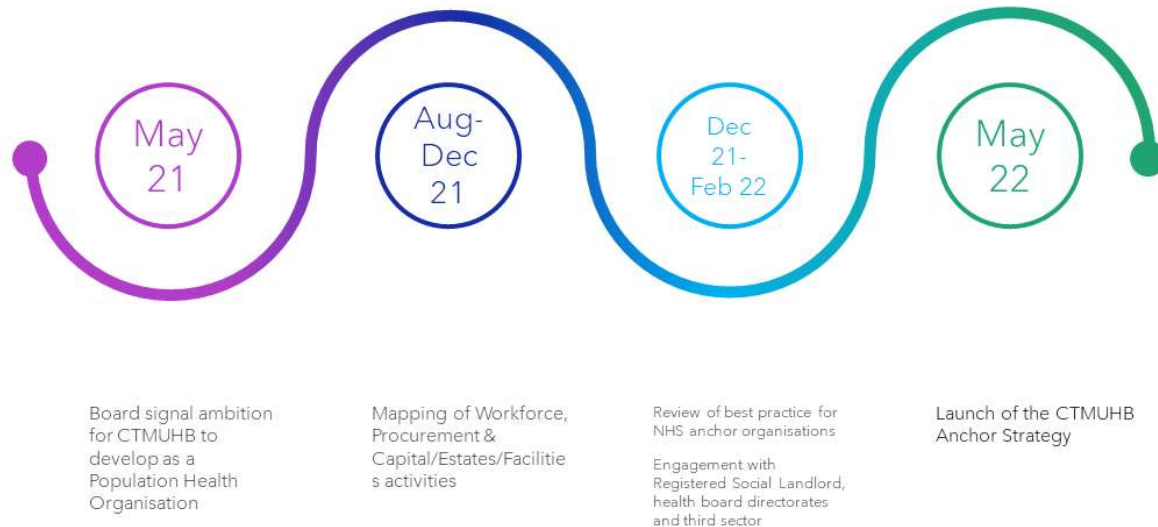 May
21
Aug-
Dec
21
Dec
21-
Feb 22
May
22
Board signal ambition
for CTMUHB to
develop as a
Population Health
Organisation
Mapping of Workforce,
Procurement &
Capital/Estates/Facilitie
s activities
Review of best practice for
NHS anchor organisations
Engagement with
Registered Social Landlord,
health board directorates
and third sector
Launch of the CTMUHB
Anchor Strategy